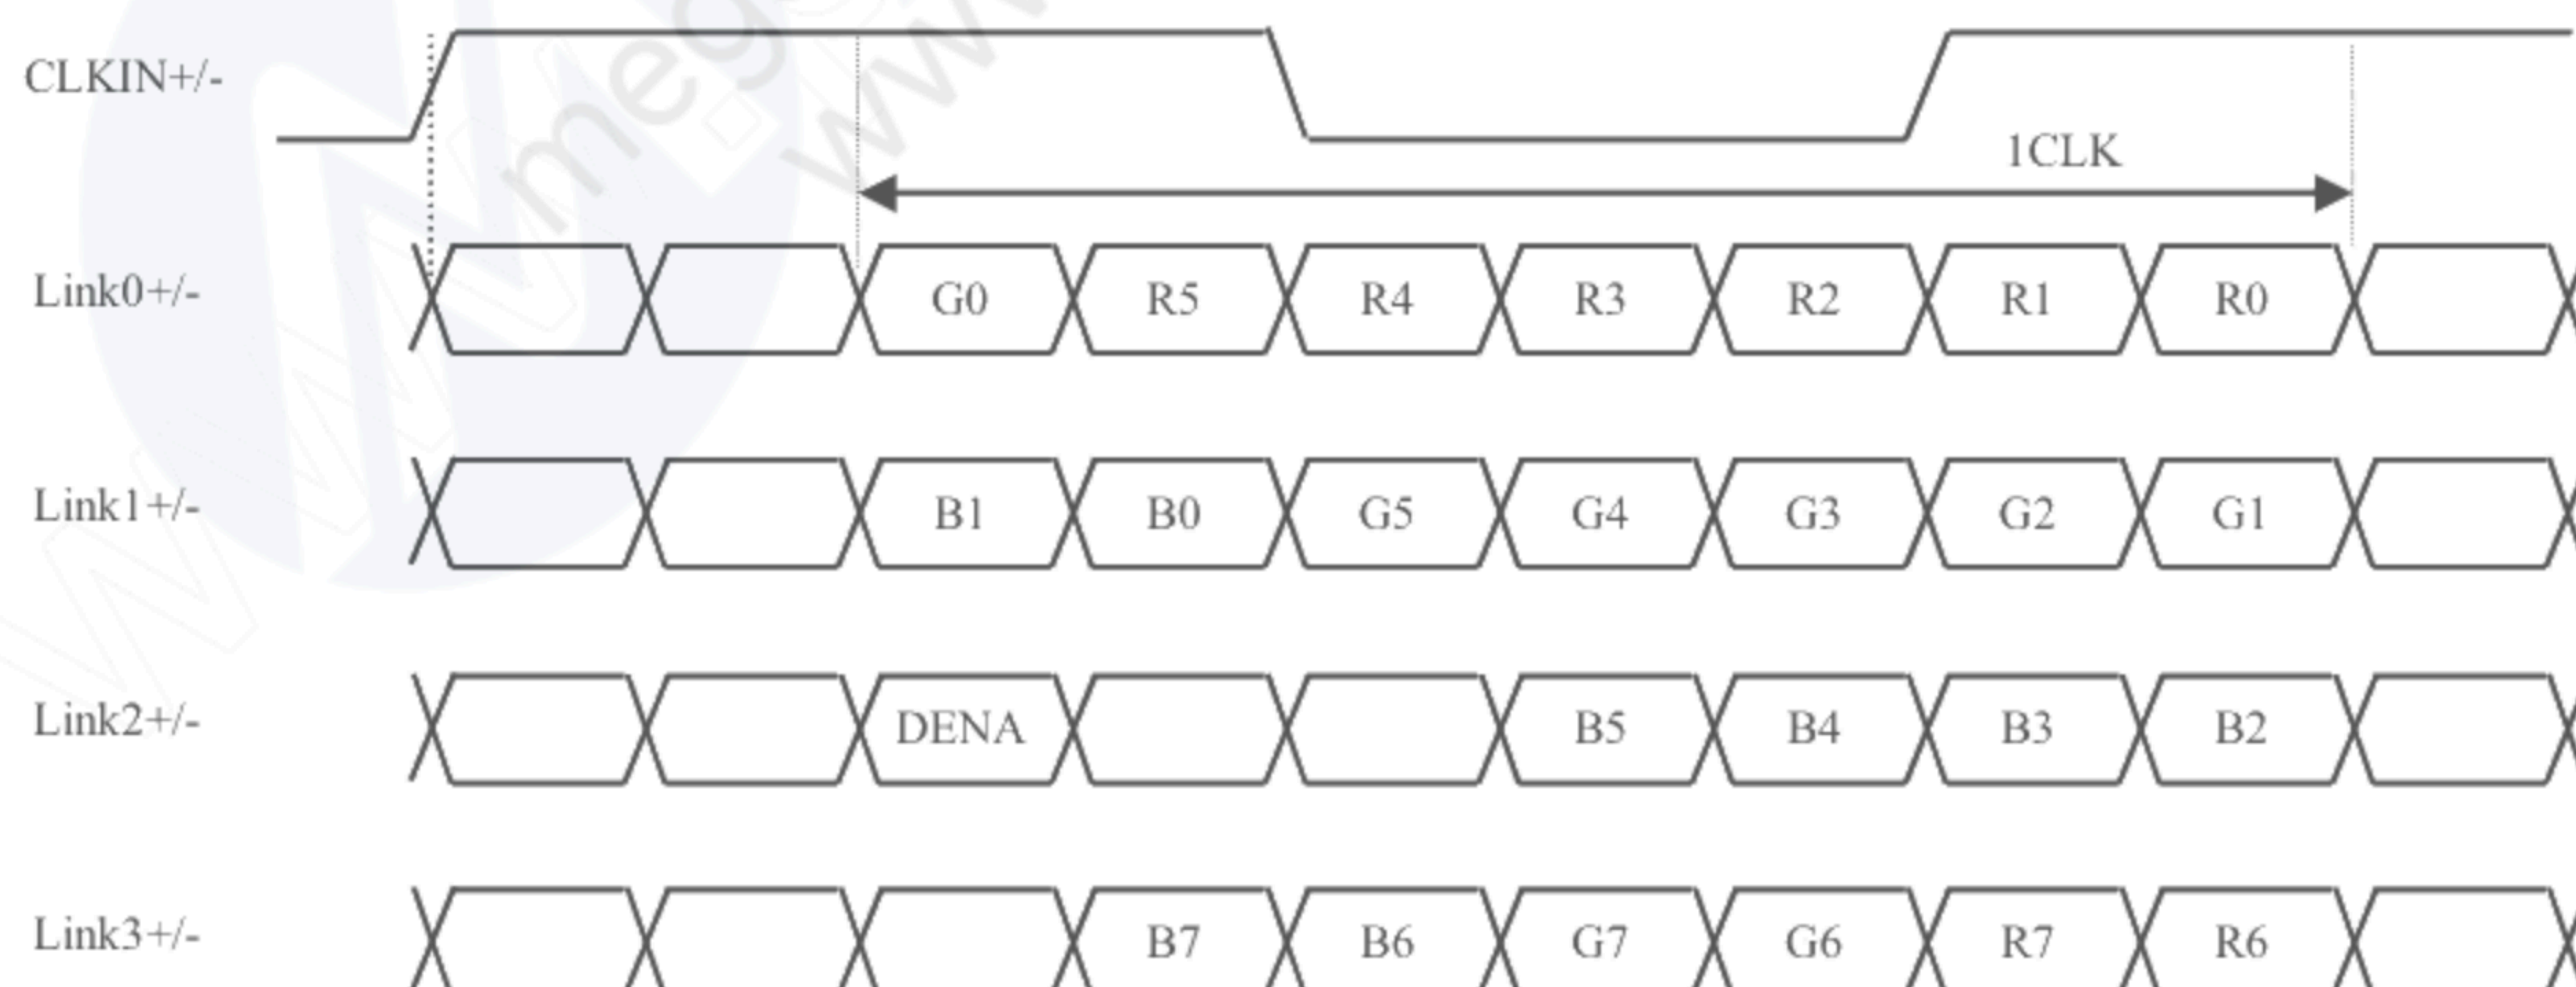 CLKIN+/-
1CLK
Link0+/- G0 R5 R4 R3 R2 R1 R0
Link1+/- B1 B0 G5 G4 G3 G2 G1
Link2+/- DENA B5 B4 B3 B2
Link3+/- B7 B6 G7 G6 R7 R6